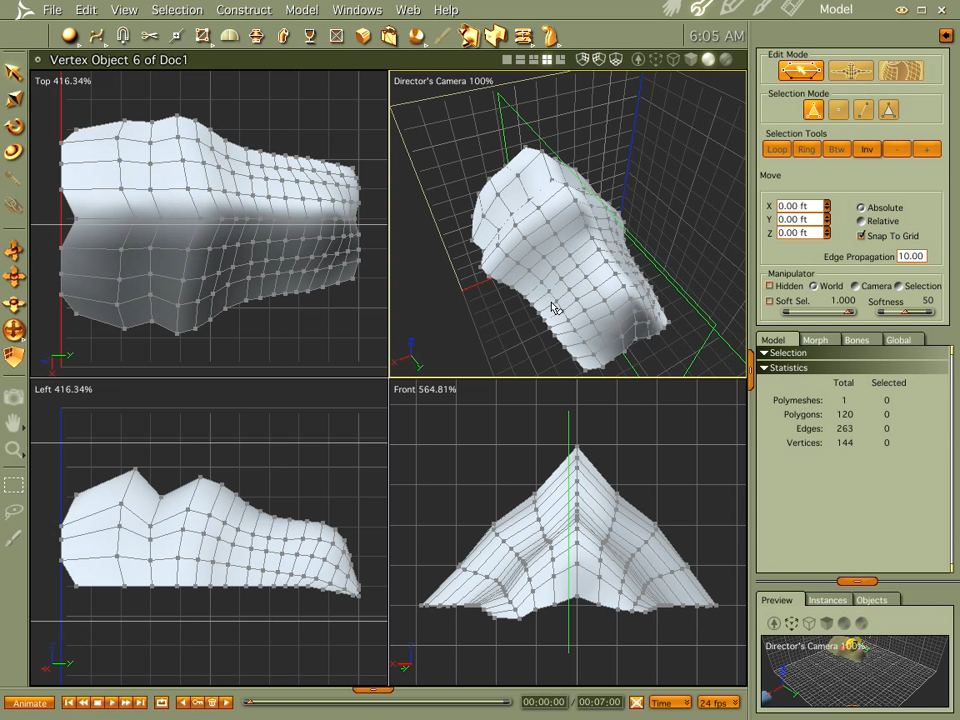 File Edit View Selection Construct Model Windows Web Help
Model
6:05 AM
Vertex Object 6 of Doc1
Top 416.34%
Director's Camera 100%
Left 416.34%
Front 564.81%
Edit Mode
Selection Mode
Selection Tools
Loop Ring Btw Inv - +
Move
X 0.00 ft Absolute
Y 0.00 ft Relative
Z 0.00 ft Snap To Grid
Edge Propagation 10.00
Manipulator
Hidden World Camera Selection
Soft Sel. 1.000 Softness 50
Model Morph Bones Global
Selection
Statistics
Total Selected
Polymeshes: 1 0
Polygons: 120 0
Edges: 263 0
Vertices: 144 0
Preview Instances Objects
Director's Camera 100%
Animate 00:00:00 / 00:07:00 Time 24 fps